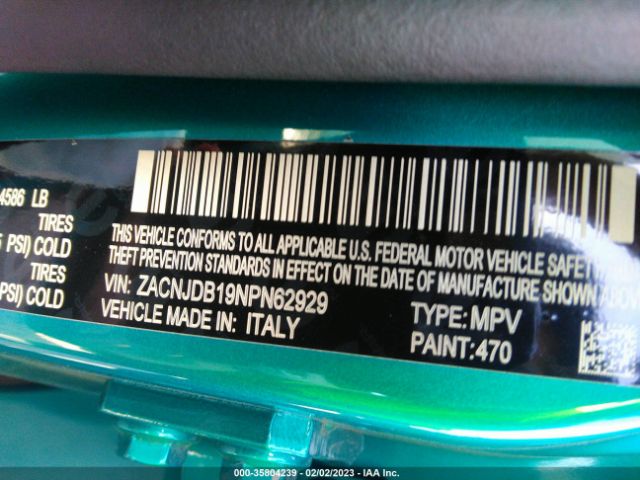 4586 LB
TIRES
PSI) COLD
TIRES
PSI) COLD
THIS VEHICLE CONFORMS TO ALL APPLICABLE U.S. FEDERAL MOTOR VEHICLE SAFETY
THEFT PREVENTION STANDARDS IN EFFECT ON THE DATE OF MANUFACTURE SHOWN ABO
VIN: ZACNJDB19NPN62929
TYPE: MPV
VEHICLE MADE IN: ITALY
PAINT:470
000-35804239 - 02/02/2023 - IAA Inc.